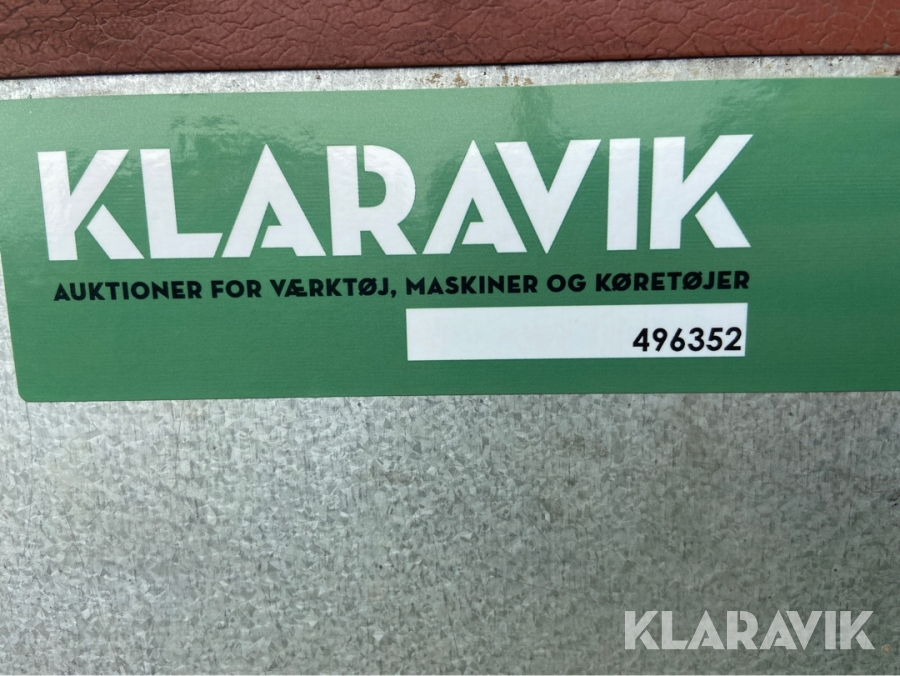 KLARAVIK
AUKTIONER FOR VÆRKTØJ, MASKINER OG KØRETØJER
496352
KLARAVIK